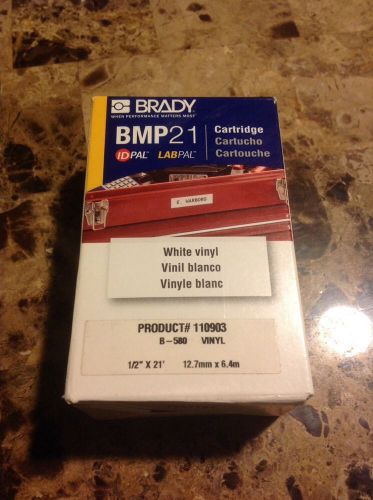 BRADY
WHEN PERFORMANCE MATTERS MOST
BMP21
Cartridge
Cartucho
Cartouche
iDPAL LABPAL
E. WARBORG
White vinyl
Vinil blanco
Vinyle blanc
PRODUCT# 110903
B-580 VINYL
1/2" X 21' 12.7mm x 6.4m